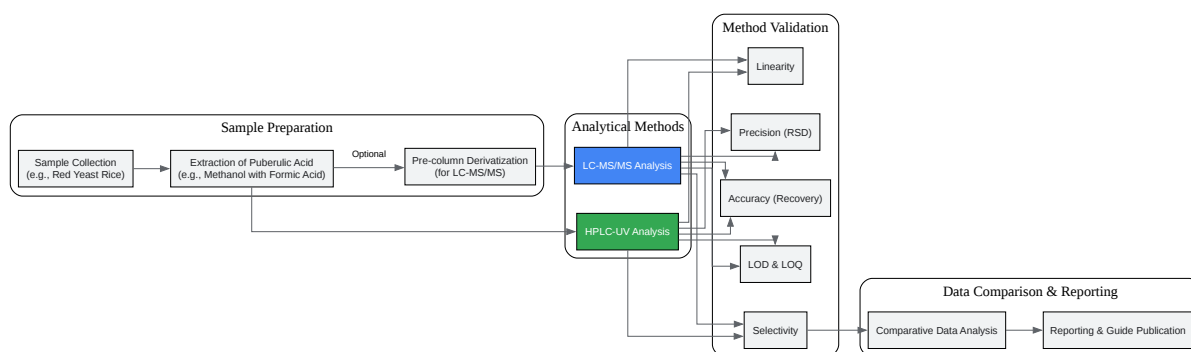 Method Validation
Linearity
Sample Preparation
Analytical Methods
Precision (RSD)
Sample Collection
(e.g., Red Yeast Rice)
Extraction of Puberulic Acid
(e.g., Methanol with Formic Acid)
Optional
Pre-column Derivatization
(for LC-MS/MS)
LC-MS/MS Analysis
Accuracy (Recovery)
HPLC-UV Analysis
LOD & LOQ
Data Comparison & Reporting
Selectivity
Comparative Data Analysis
Reporting & Guide Publication